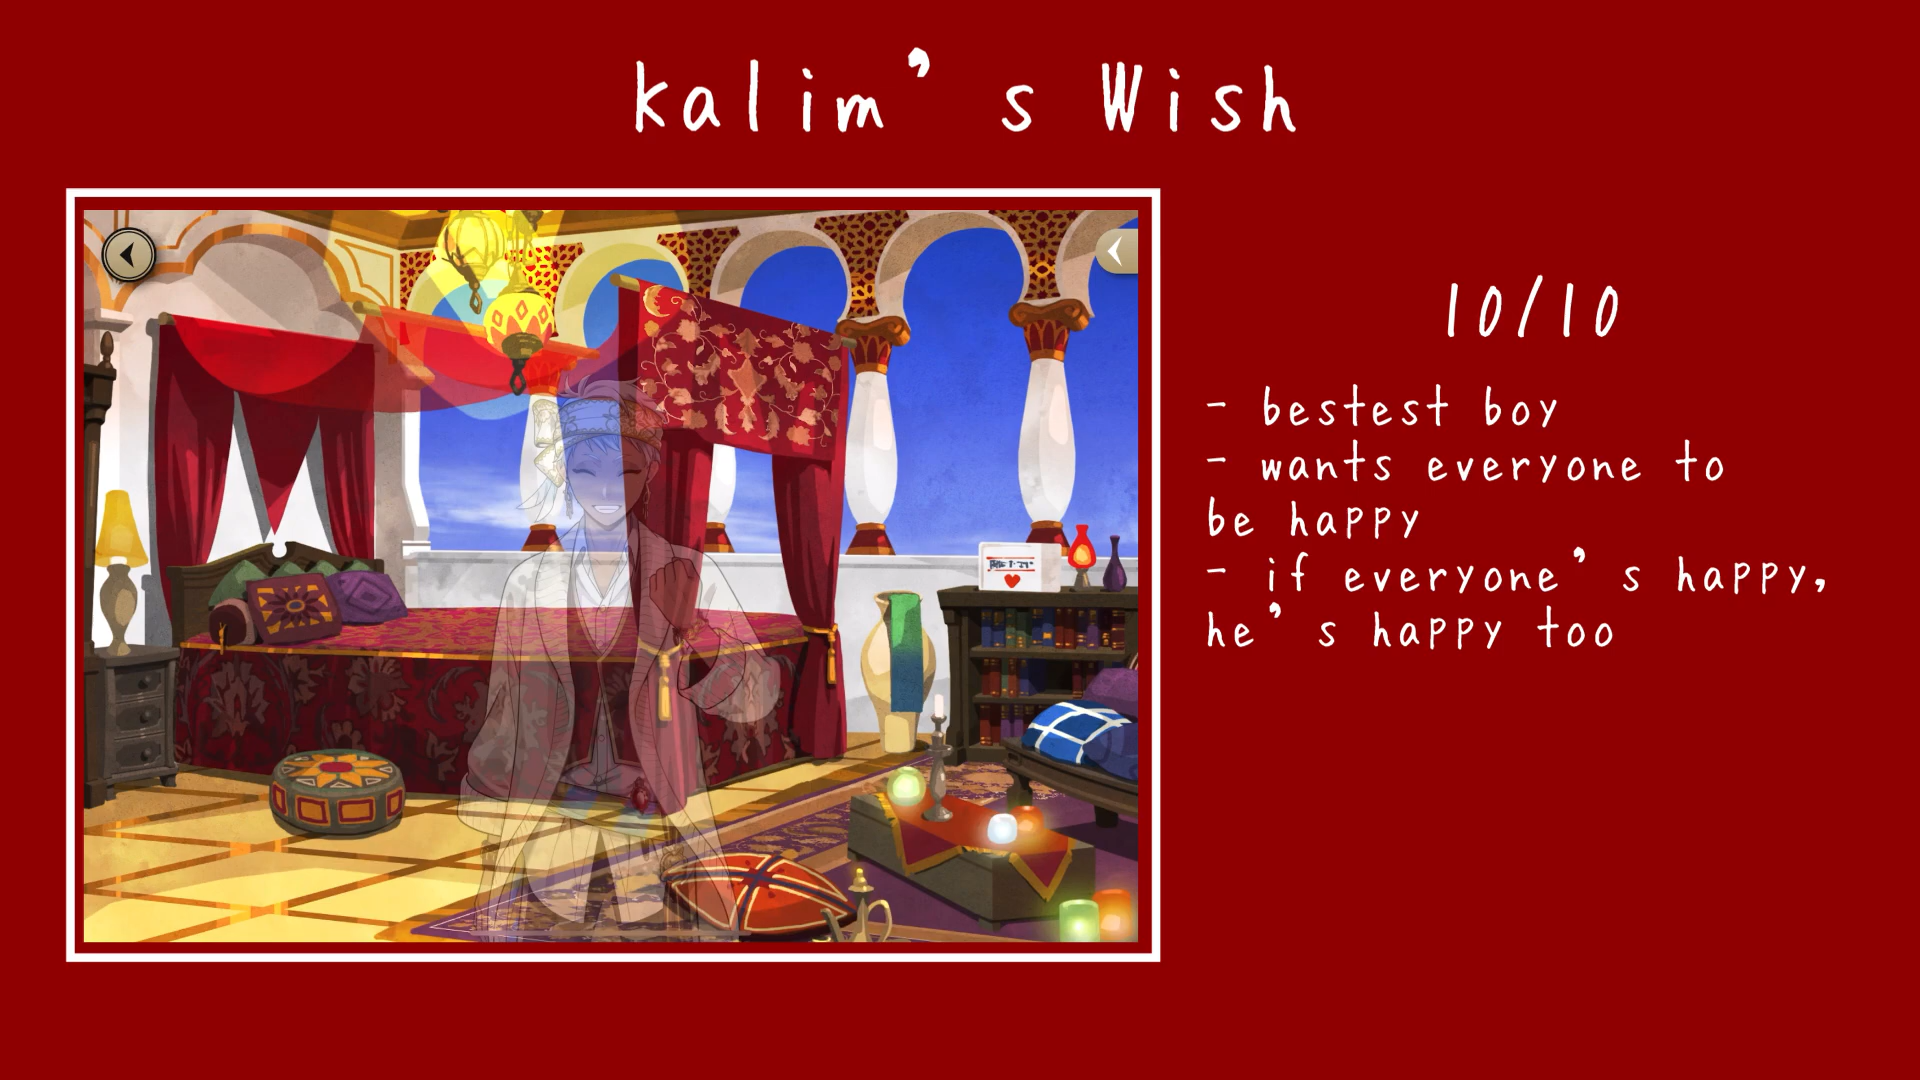 kalim's Wish
10/10
- bestest boy
- wants everyone to
be happy
- if everyone's happy,
he's happy too